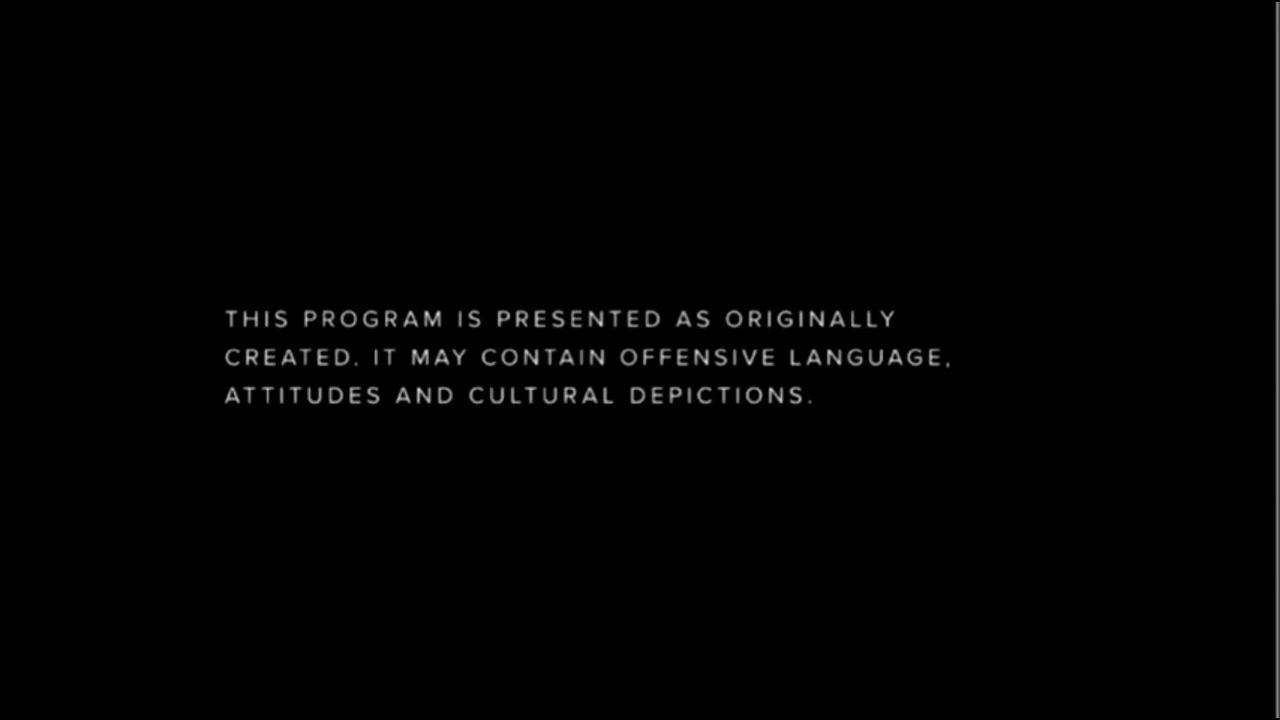 THIS PROGRAM IS PRESENTED AS ORIGINALLY
CREATED. IT MAY CONTAIN OFFENSIVE LANGUAGE,
ATTITUDES AND CULTURAL DEPICTIONS.